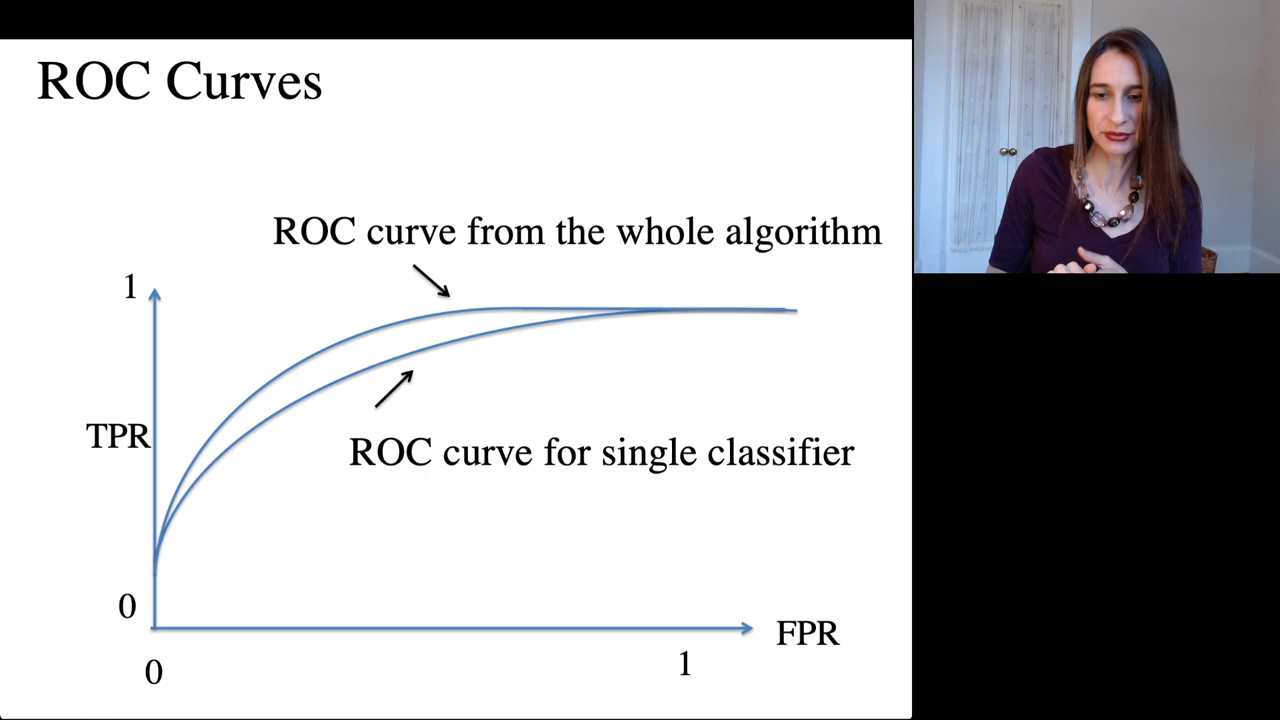 ROC Curves
ROC curve from the whole algorithm
1
TPR
ROC curve for single classifier
0
FPR
0
1